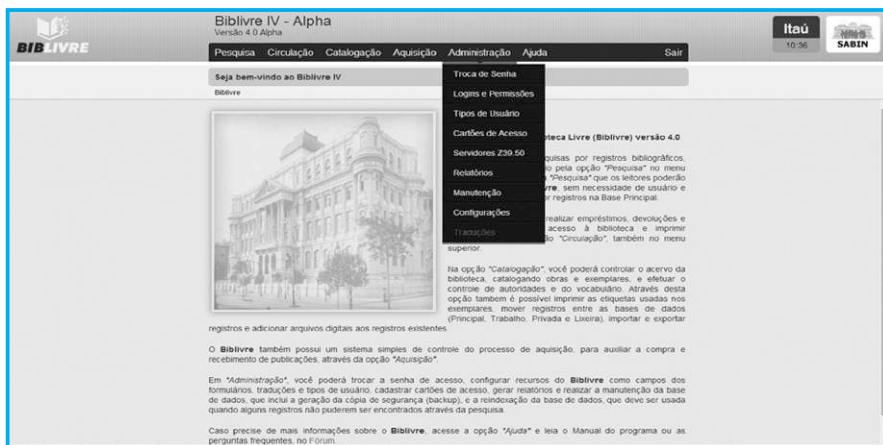 Biblivre IV - Alpha
Versão 4.0 Alpha
BIBLIVRE
Itaú
10:36
SABIN
Pesquisa Circulação Catalogação Aquisição Administração Ajuda Sair
Seja bem-vindo ao Biblivre IV
Biblivre
Troca de Senha
Logins e Permissões
Tipos de Usuário
Cartões de Acesso
Servidores Z39.50
Relatórios
Manutenção
Configurações
Traduções
teca Livre (Biblivre) versão 4.0
quisas por registros bibliográficos,
io pela opção "Pesquisa" no menu
"Pesquisa" que os leitores poderão
vre, sem necessidade de usuário e
or registros na Base Principal.
realizar empréstimos, devoluções e
acesso à biblioteca e imprimir
ão "Circulação", também no menu
superior.
Na opção "Catalogação", você poderá controlar o acervo da
biblioteca, catalogando obras e exemplares, e efetuar o
controle de autoridades e do vocabulário. Através desta
opção tambem é possível imprimir as etiquetas usadas nos
exemplares, mover registros entre as bases de dados
(Principal, Trabalho, Privada e Lixeira), importar e exportar
registros e adicionar arquivos digitais aos registros existentes.
O Biblivre também possui um sistema simples de controle do processo de aquisição, para auxiliar a compra e
recebimento de publicações, através da opção "Aquisição".
Em "Administração", você poderá trocar a senha de acesso, configurar recursos do Biblivre como campos dos
formulários, traduções e tipos de usuário, cadastrar cartões de acesso, gerar relatórios e realizar a manutenção da base
de dados, que inclui a geração da cópia de segurança (backup), e a reindexação da base de dados, que deve ser usada
quando alguns registros não puderem ser encontrados através da pesquisa.
Caso precise de mais informações sobre o Biblivre, acesse a opção "Ajuda" e leia o Manual do programa ou as
perguntas frequentes, no Fórum.